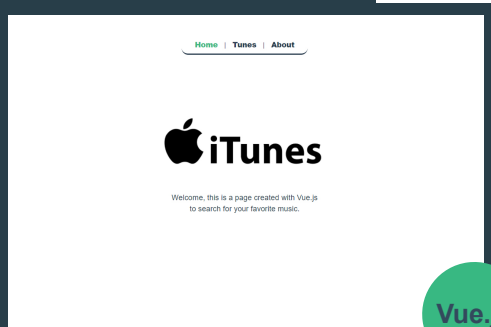 Home | Tunes | About
iTunes
Welcome, this is a page created with Vue.js
to search for your favorite music.
Vue.